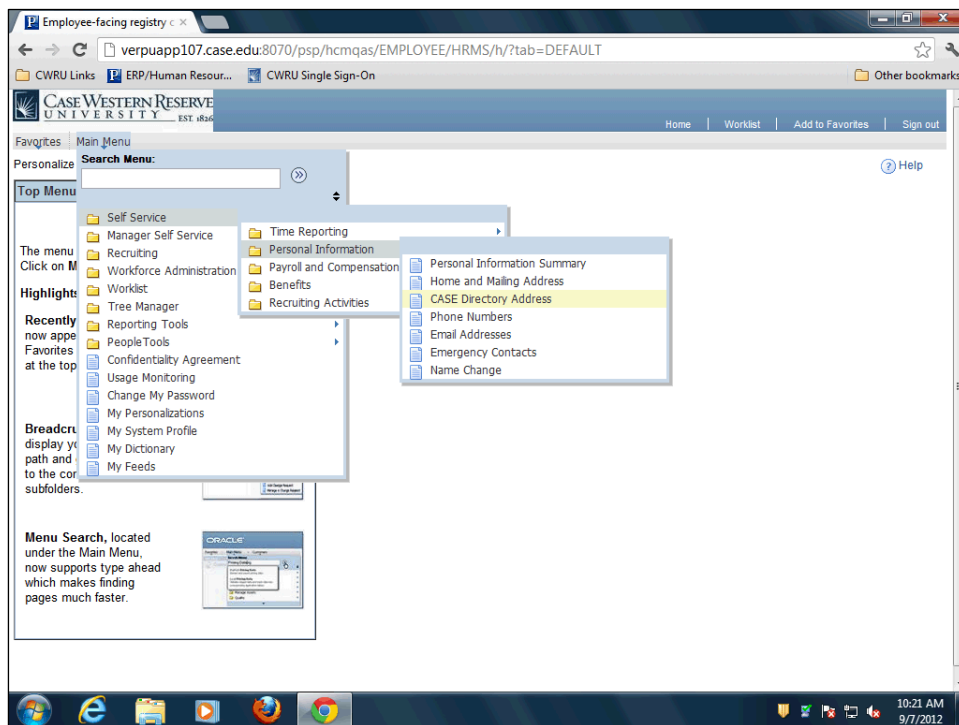 Employee-facing registry c
verpuapp107.case.edu:8070/psp/hcmqas/EMPLOYEE/HRMS/h/?tab=DEFAULT
CWRU Links ERP/Human Resour... CWRU Single Sign-On Other bookmarks
CASE WESTERN RESERVE
UNIVERSITY EST. 1826
Home | Worklist | Add to Favorites | Sign out
Favorites Main Menu
Personalize
Help
Search Menu:
Top Menu
Self Service
Manager Self Service
Recruiting
Workforce Administration
Worklist
Tree Manager
Reporting Tools
PeopleTools
Confidentiality Agreement
Usage Monitoring
Change My Password
My Personalizations
My System Profile
My Dictionary
My Feeds
Time Reporting
Personal Information
Payroll and Compensation
Benefits
Recruiting Activities
Personal Information Summary
Home and Mailing Address
CASE Directory Address
Phone Numbers
Email Addresses
Emergency Contacts
Name Change
The menu
Click on M
Highlights
Recently
now appe
Favorites
at the top
Breadcru
display yo
path and
to the con
subfolders.
Menu Search, located
under the Main Menu,
now supports type ahead
which makes finding
pages much faster.
ORACLE
10:21 AM
9/7/2012